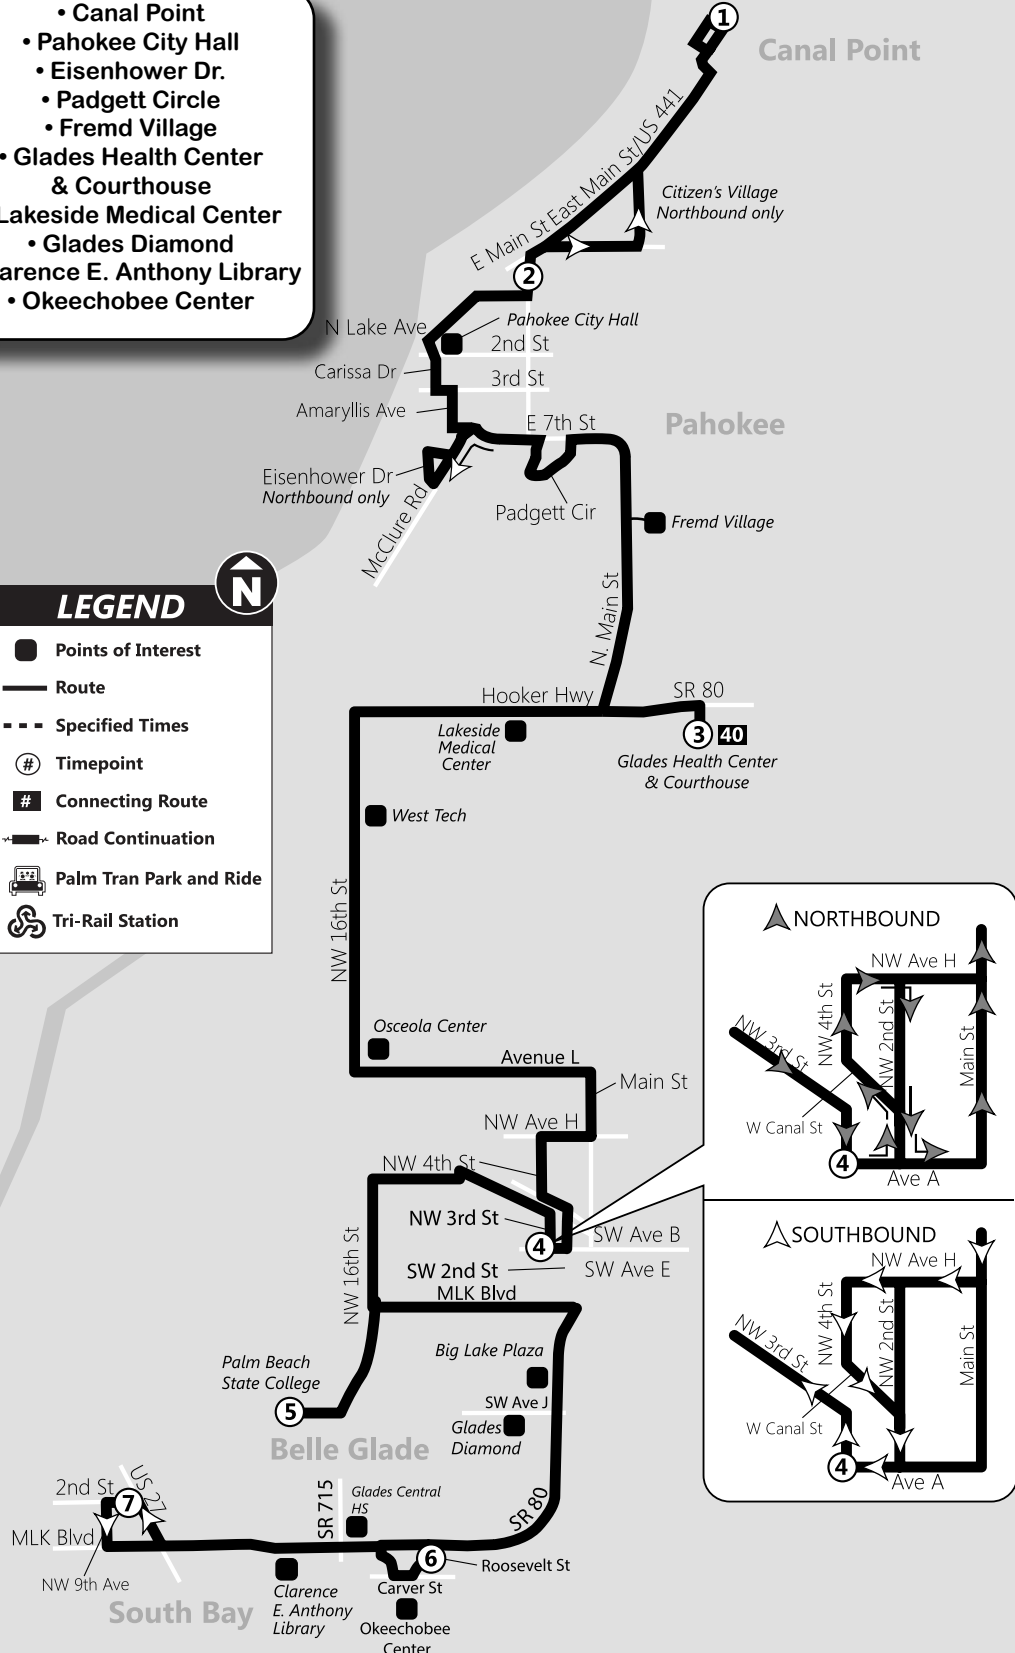 • Canal Point
• Pahokee City Hall
• Eisenhower Dr.
• Padgett Circle
• Fremd Village
• Glades Health Center
& Courthouse
Lakeside Medical Center
• Glades Diamond
arence E. Anthony Library
• Okeechobee Center
1
Canal Point
East Main St/US 441
E Main St
Citizen's Village
Northbound only
2
N Lake Ave
Pahokee City Hall
2nd St
Carissa Dr
3rd St
Amaryllis Ave
E 7th St
Pahokee
Eisenhower Dr
Northbound only
McClure Rd
Padgett Cir
Fremd Village
N. Main St
N
LEGEND
Points of Interest
Route
Specified Times
# Timepoint
# Connecting Route
Road Continuation
Palm Tran Park and Ride
Tri-Rail Station
Hooker Hwy
SR 80
Lakeside
Medical
Center
3 40
Glades Health Center
& Courthouse
West Tech
NW 16th St
Osceola Center
Avenue L
Main St
NW Ave H
NW 4th St
NW 3rd St
4
SW Ave B
SW 2nd St
SW Ave E
MLK Blvd
NW 16th St
Big Lake Plaza
Palm Beach
State College
5
SW Ave J
Glades
Diamond
Belle Glade
2nd St
US 27
7
SR 715
Glades Central
HS
SR 80
MLK Blvd
6
Roosevelt St
NW 9th Ave
Carver St
South Bay
Clarence
E. Anthony
Library
Okeechobee
Center
NORTHBOUND
NW Ave H
NW 4th St
NW 2nd St
NW 3rd St
Main St
W Canal St
4
Ave A
SOUTHBOUND
NW Ave H
NW 4th St
NW 2nd St
NW 3rd St
Main St
W Canal St
4
Ave A